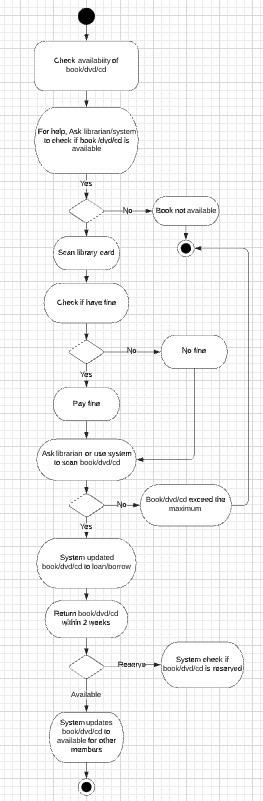 Check availability of
book/dvd/cd
For help, Ask librarian/system
to check if book /dvd/cd is
available
Yes
No
Book not available
Scan library card
Check if have fine
No
No fine
Yes
Pay fine
Ask librarian or use system
to scan book/dvd/cd
No
Book/dvd/cd exceed the
maximum
Yes
System updated
book/dvd/cd to loan/borrow
Return book/dvd/cd
within 2 weeks
Reserve
System check if
book/dvd/cd is reserved
Available
System updates
book/dvd/cd to
available for other
members